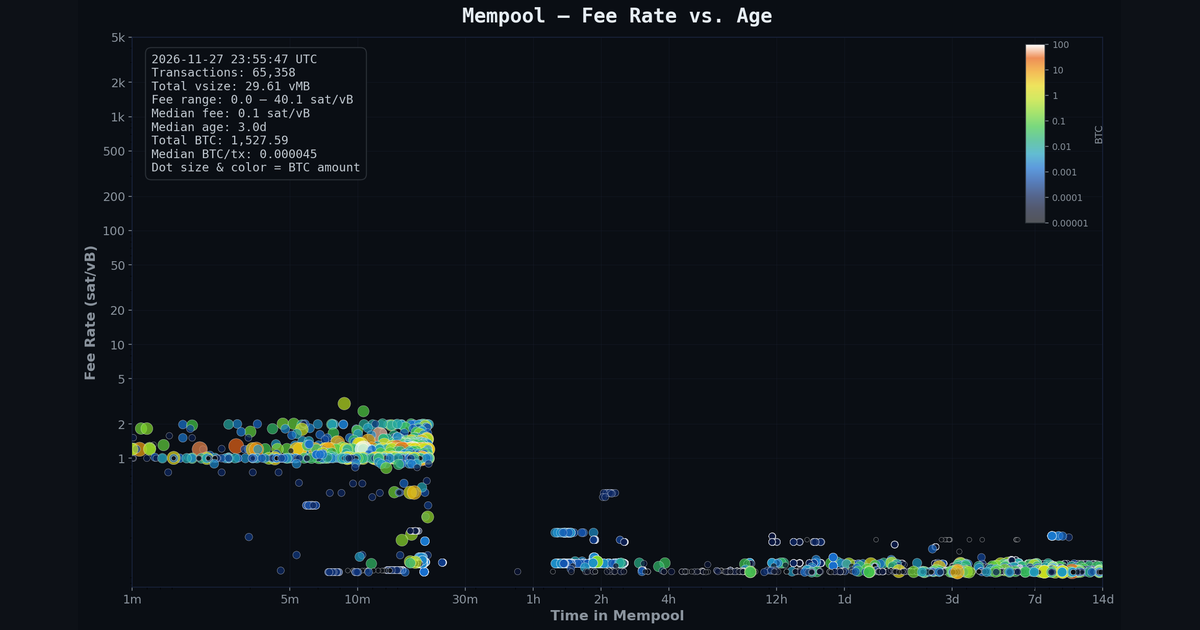 Mempool — Fee Rate vs. Age
2026-11-27 23:55:47 UTC
Transactions: 65,358
Total vsize: 29.61 vMB
Fee range: 0.0 – 40.1 sat/vB
Median fee: 0.1 sat/vB
Median age: 3.0d
Total BTC: 1,527.59
Median BTC/tx: 0.000045
Dot size & color = BTC amount
100
10
1
0.1
0.01
0.001
0.0001
0.00001
BTC
Fee Rate (sat/vB)
5k
2k
1k
500
200
100
50
20
10
5
2
1
1m
5m
10m
30m
1h
2h
4h
12h
1d
3d
7d
14d
Time in Mempool